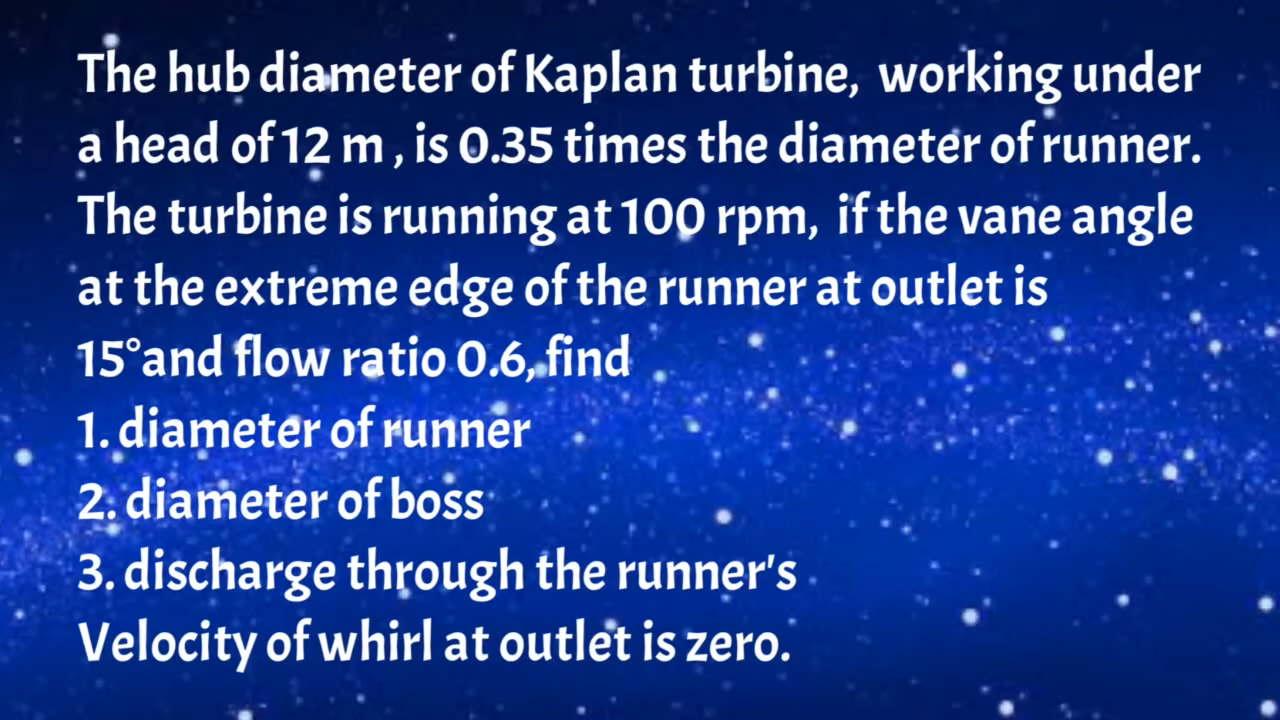 The hub diameter of Kaplan turbine,  working under
a head of 12 m , is 0.35 times the diameter of runner.
The turbine is running at 100 rpm,  if the vane angle
at the extreme edge of the runner at outlet is
15°and flow ratio 0.6, find
1. diameter of runner
2. diameter of boss
3. discharge through the runner's
Velocity of whirl at outlet is zero.